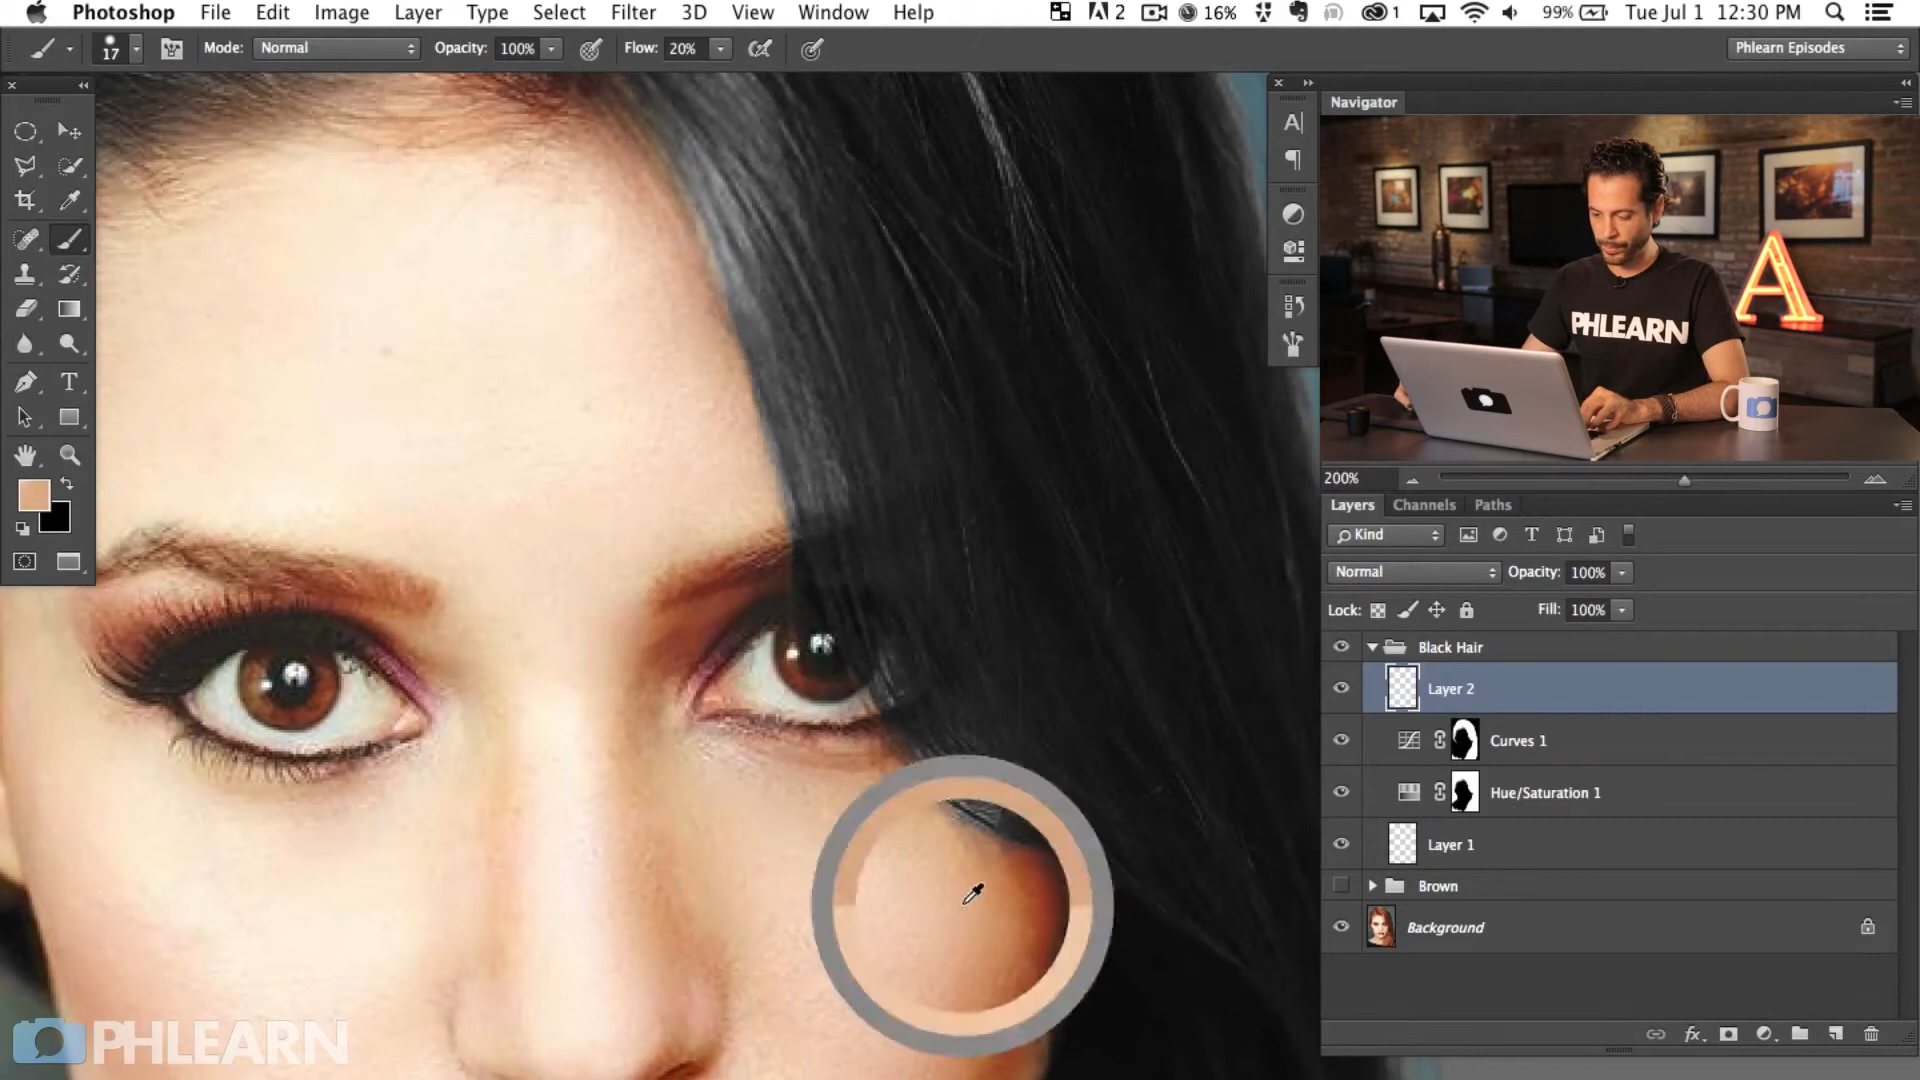 Photoshop File Edit Image Layer Type Select Filter 3D View Window Help 2 16% 1 99% Tue Jul 1 12:30 PM
17 Mode: Normal Opacity: 100% Flow: 20% Phlearn Episodes
Navigator
A
PHLEARN
200%
Layers Channels Paths
Kind
Normal Opacity: 100%
Lock: Fill: 100%
Black Hair
Layer 2
Curves 1
Hue/Saturation 1
Layer 1
Brown
Background
fx
PHLEARN